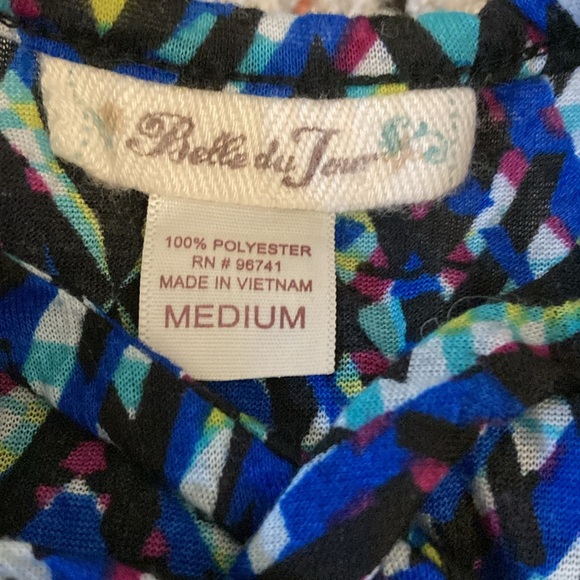 Belle du Jour
100% POLYESTER
RN # 96741
MADE IN VIETNAM
MEDIUM